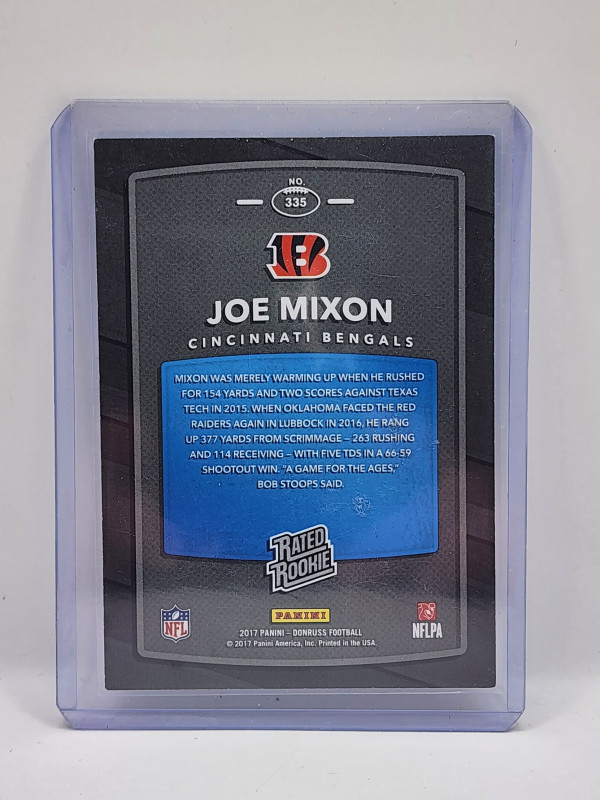 NO.
335
B
JOE MIXON
CINCINNATI BENGALS
MIXON WAS MERELY WARMING UP WHEN HE RUSHED
FOR 154 YARDS AND TWO SCORES AGAINST TEXAS
TECH IN 2015. WHEN OKLAHOMA FACED THE RED
RAIDERS AGAIN IN LUBBOCK IN 2016, HE RANG
UP 377 YARDS FROM SCRIMMAGE – 263 RUSHING
AND 114 RECEIVING – WITH FIVE TDS IN A 66-59
SHOOTOUT WIN. "A GAME FOR THE AGES,"
BOB STOOPS SAID.
RATED
ROOKIE
PANINI
NFL
NFLPA
2017 PANINI – DONRUSS FOOTBALL
© 2017 Panini America, Inc. Printed in the USA.